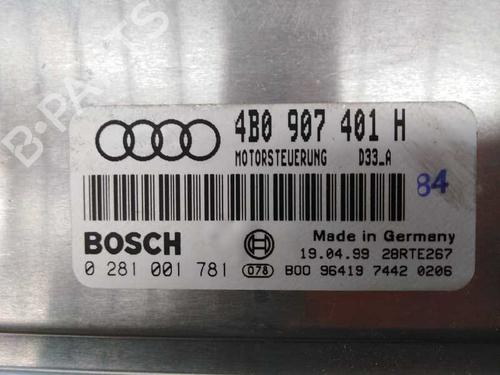 B-PARTS
4B0 907 401 H
MOTORSTEUERUNG D33_A
84
BOSCH
Made in Germany
19.04.99 28RTE267
0 281 001 781 078 B00 96419 7442 0206